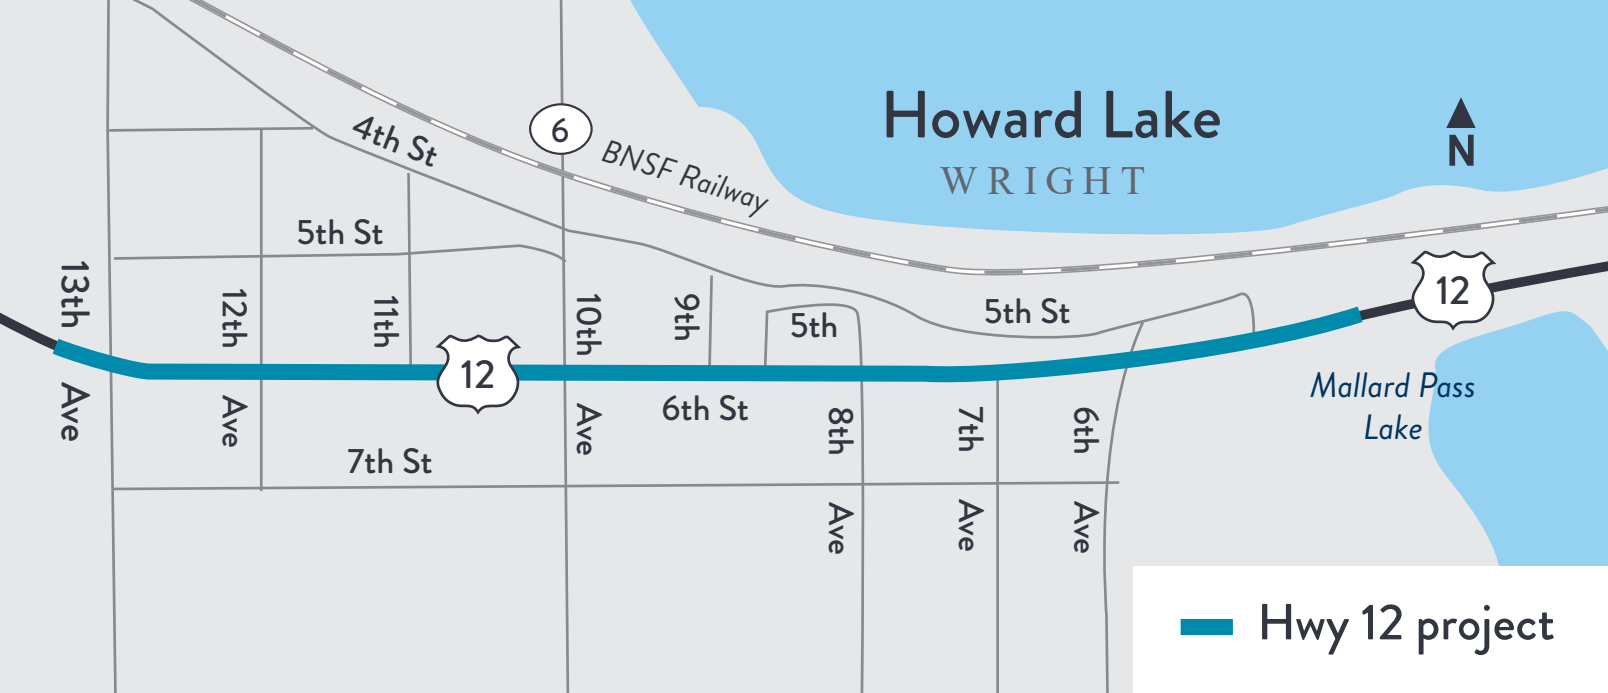 Howard Lake
WRIGHT
N
6
4th St
BNSF Railway
5th St
13th Ave
12th Ave
11th
10th Ave
9th
5th
5th St
12
12
6th St
8th Ave
7th Ave
6th Ave
Mallard Pass
Lake
7th St
Hwy 12 project